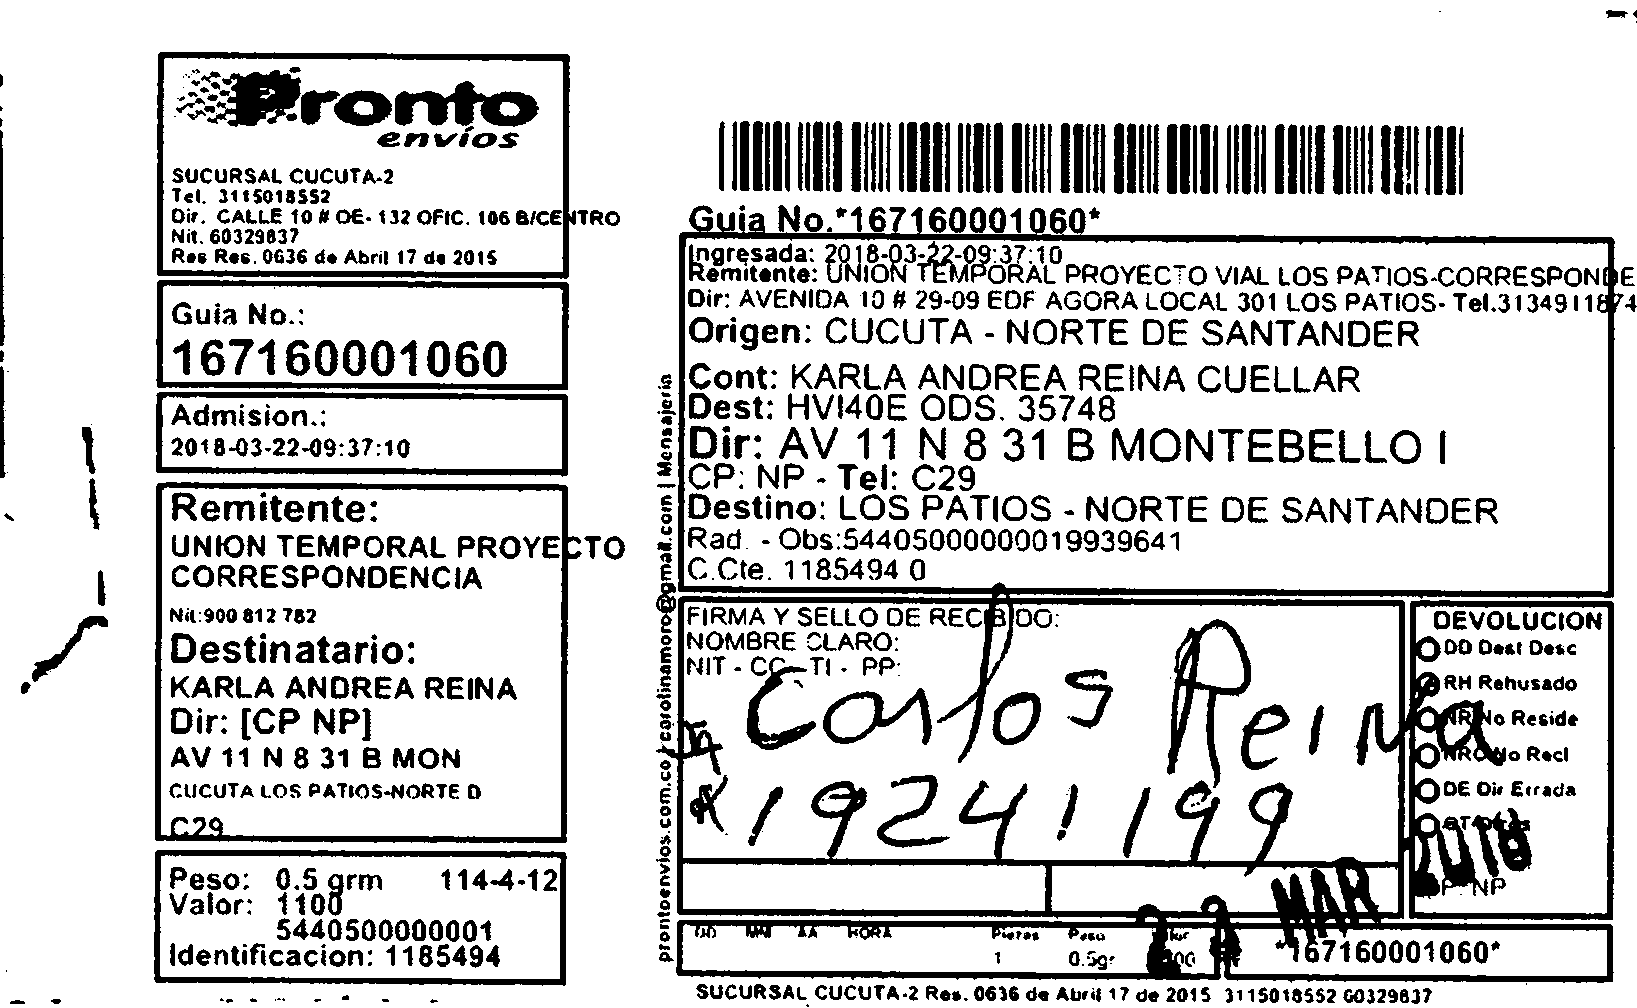 Pronto
envíos
SUCURSAL CUCUTA-2
Tel. 3115018552
Dir. CALLE 10 # OE- 132 OFIC. 106 B/CENTRO
Nit. 60329837
Res Res. 0636 de Abril 17 de 2015
Guia No.:
167160001060
Admision.:
2018-03-22-09:37:10
Remitente:
UNION TEMPORAL PROYECTO
CORRESPONDENCIA
Nit:900 812 782
Destinatario:
KARLA ANDREA REINA
Dir: [CP NP]
AV 11 N 8 31 B MON
CUCUTA LOS PATIOS-NORTE D
C29
Peso: 0.5 grm 114-4-12
Valor: 1100
5440500000001
Identificacion: 1185494
prontoenvios.com.co / carotinamoro@gmail.com | Mensajeria
Guia No.*167160001060*
Ingresada: 2018-03-22-09:37:10
Remitente: UNION TEMPORAL PROYECTO VIAL LOS PATIOS-CORRESPONDE
Dir: AVENIDA 10 # 29-09 EDF AGORA LOCAL 301 LOS PATIOS- Tel.3134911874
Origen: CUCUTA - NORTE DE SANTANDER
Cont: KARLA ANDREA REINA CUELLAR
Dest: HVI40E ODS. 35748
Dir: AV 11 N 8 31 B MONTEBELLO I
CP: NP - Tel: C29
Destino: LOS PATIOS - NORTE DE SANTANDER
Rad. - Obs:54405000000019939641
C.Cte. 1185494 0
FIRMA Y SELLO DE RECIBIDO:
NOMBRE CLARO:
NIT - CC - TI - PP:
Carlos Reina
19241199
DEVOLUCION
DD Dest Desc
RH Rehusado
NR No Reside
NRC No Recl
DE Dir Errada
MAR 2018
DD MM AA HORA Piezas Peso Valor
1 0.5gr
*167160001060*
SUCURSAL CUCUTA-2 Res. 0636 de Abril 17 de 2015 3115018552 60329837